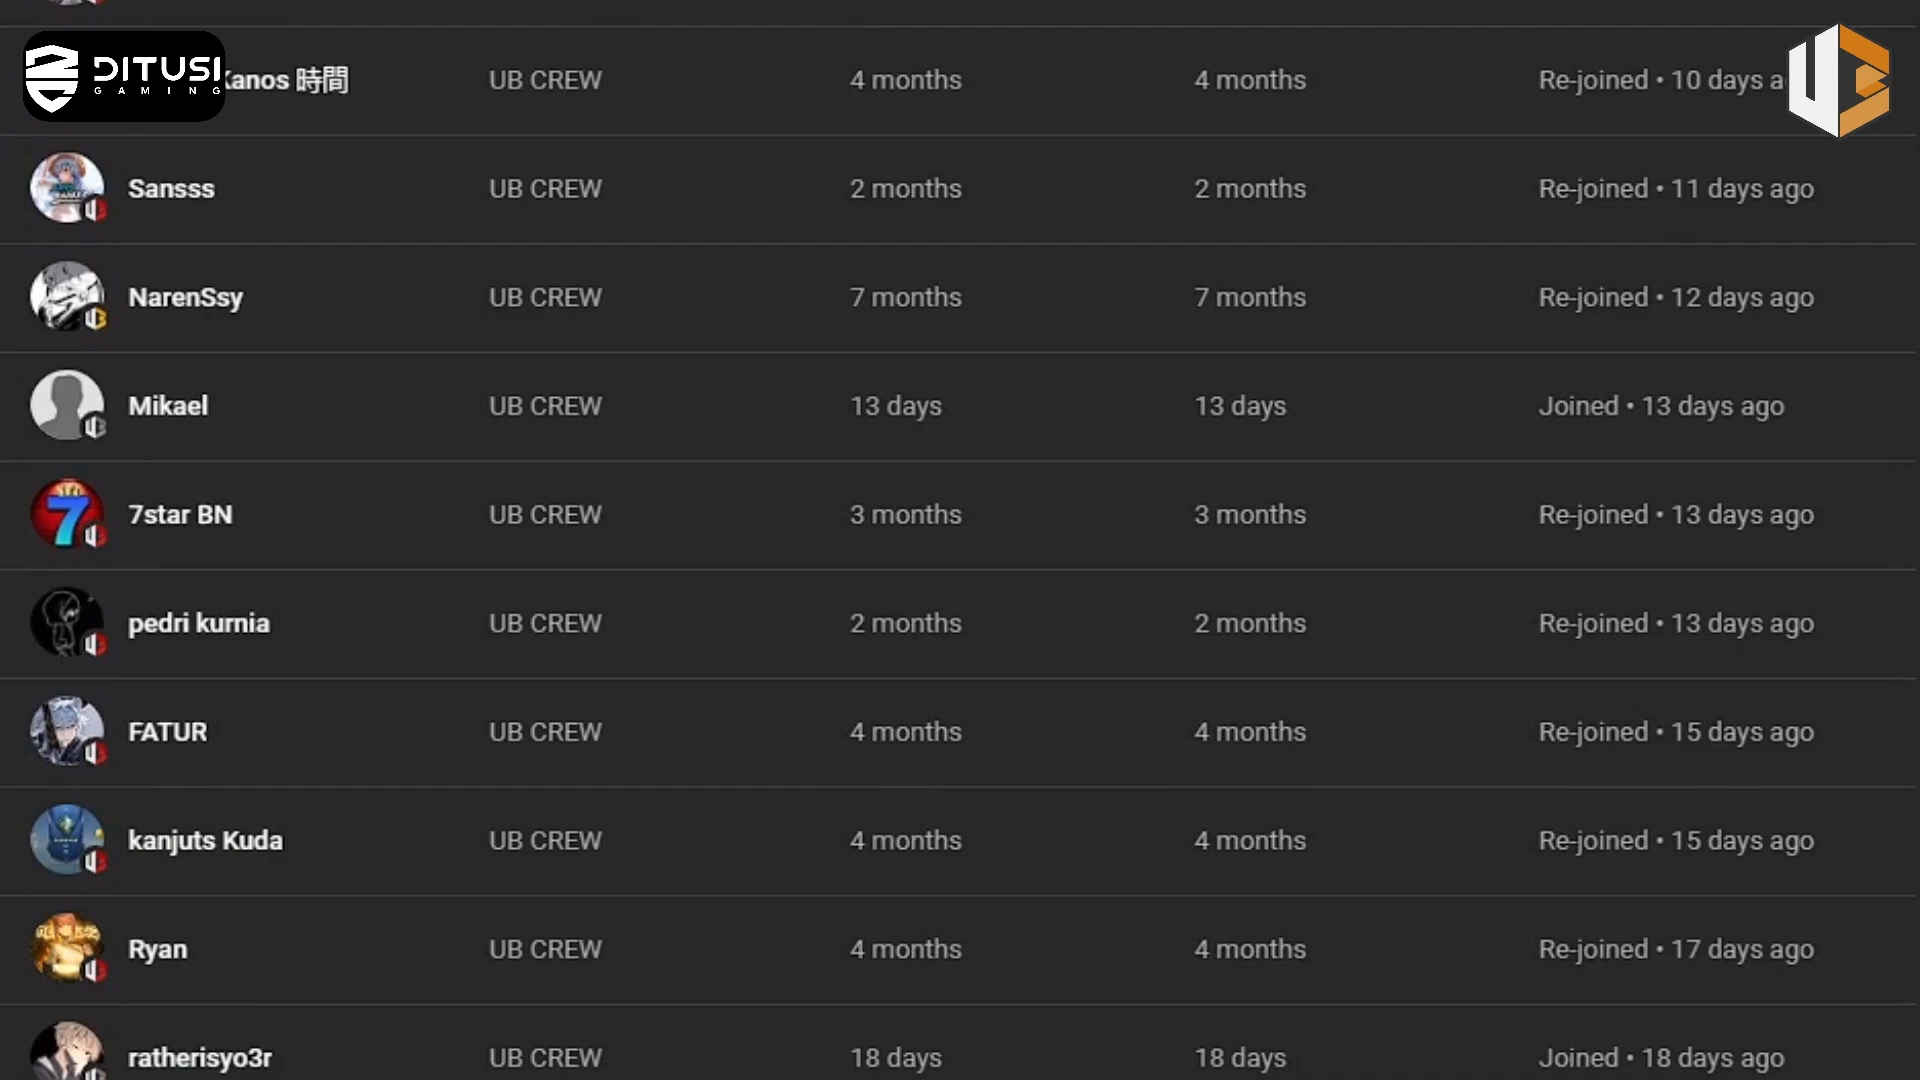 DITUSI
GAMING
Kanos 時間 UB CREW 4 months 4 months Re-joined • 10 days a
Sansss UB CREW 2 months 2 months Re-joined • 11 days ago
NarenSsy UB CREW 7 months 7 months Re-joined • 12 days ago
Mikael UB CREW 13 days 13 days Joined • 13 days ago
7star BN UB CREW 3 months 3 months Re-joined • 13 days ago
pedri kurnia UB CREW 2 months 2 months Re-joined • 13 days ago
FATUR UB CREW 4 months 4 months Re-joined • 15 days ago
kanjuts Kuda UB CREW 4 months 4 months Re-joined • 15 days ago
Ryan UB CREW 4 months 4 months Re-joined • 17 days ago
ratherisyo3r UB CREW 18 days 18 days Joined • 18 days ago